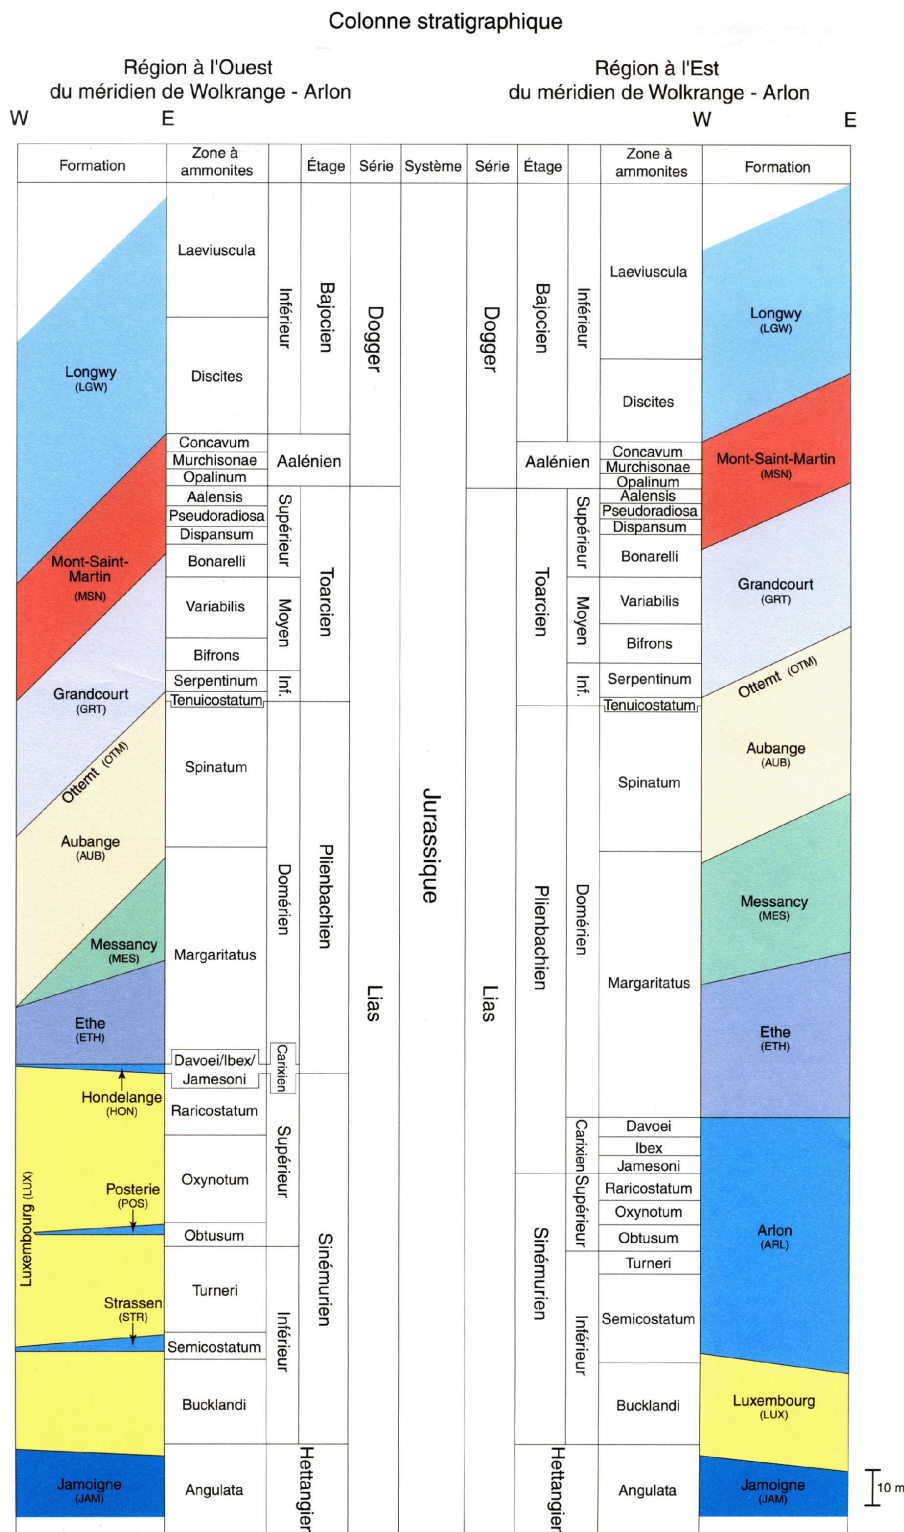 Colonne stratigraphique
Région à l'Ouest
du méridien de Wolkrange - Arlon
Région à l'Est
du méridien de Wolkrange - Arlon
W
E
W
E
Formation
Zone à
ammonites
Étage
Série
Système
Série
Étage
Zone à
ammonites
Formation
Longwy
(LGW)
Mont-Saint-
Martin
(MSN)
Grandcourt
(GRT)
Ottemt (OTM)
Aubange
(AUB)
Messancy
(MES)
Ethe
(ETH)
Hondelange
(HON)
Luxembourg (LUX)
Posterie
(POS)
Strassen
(STR)
Jamoigne
(JAM)
Laeviuscula
Discites
Concavum
Murchisonae
Opalinum
Aalensis
Pseudoradiosa
Dispansum
Bonarelli
Variabilis
Bifrons
Serpentinum
Tenuicostatum
Spinatum
Margaritatus
Davoei/Ibex/
Jamesoni
Raricostatum
Oxynotum
Obtusum
Turneri
Semicostatum
Bucklandi
Angulata
Inférieur
Supérieur
Moyen
Inf.
Domérien
Carixien
Supérieur
Inférieur
Bajocien
Aalénien
Toarcien
Plienbachien
Sinémurien
Hettangier
Dogger
Lias
Jurassique
Dogger
Lias
Bajocien
Aalénien
Toarcien
Plienbachien
Sinémurien
Hettangier
Inférieur
Supérieur
Moyen
Inf.
Domérien
Carixien
Supérieur
Inférieur
Laeviuscula
Discites
Concavum
Murchisonae
Opalinum
Aalensis
Pseudoradiosa
Dispansum
Bonarelli
Variabilis
Bifrons
Serpentinum
Tenuicostatum
Spinatum
Margaritatus
Davoei
Ibex
Jamesoni
Raricostatum
Oxynotum
Obtusum
Turneri
Semicostatum
Bucklandi
Angulata
Longwy
(LGW)
Mont-Saint-Martin
(MSN)
Grandcourt
(GRT)
Ottemt (OTM)
Aubange
(AUB)
Messancy
(MES)
Ethe
(ETH)
Arlon
(ARL)
Luxembourg
(LUX)
Jamoigne
(JAM)
10 m